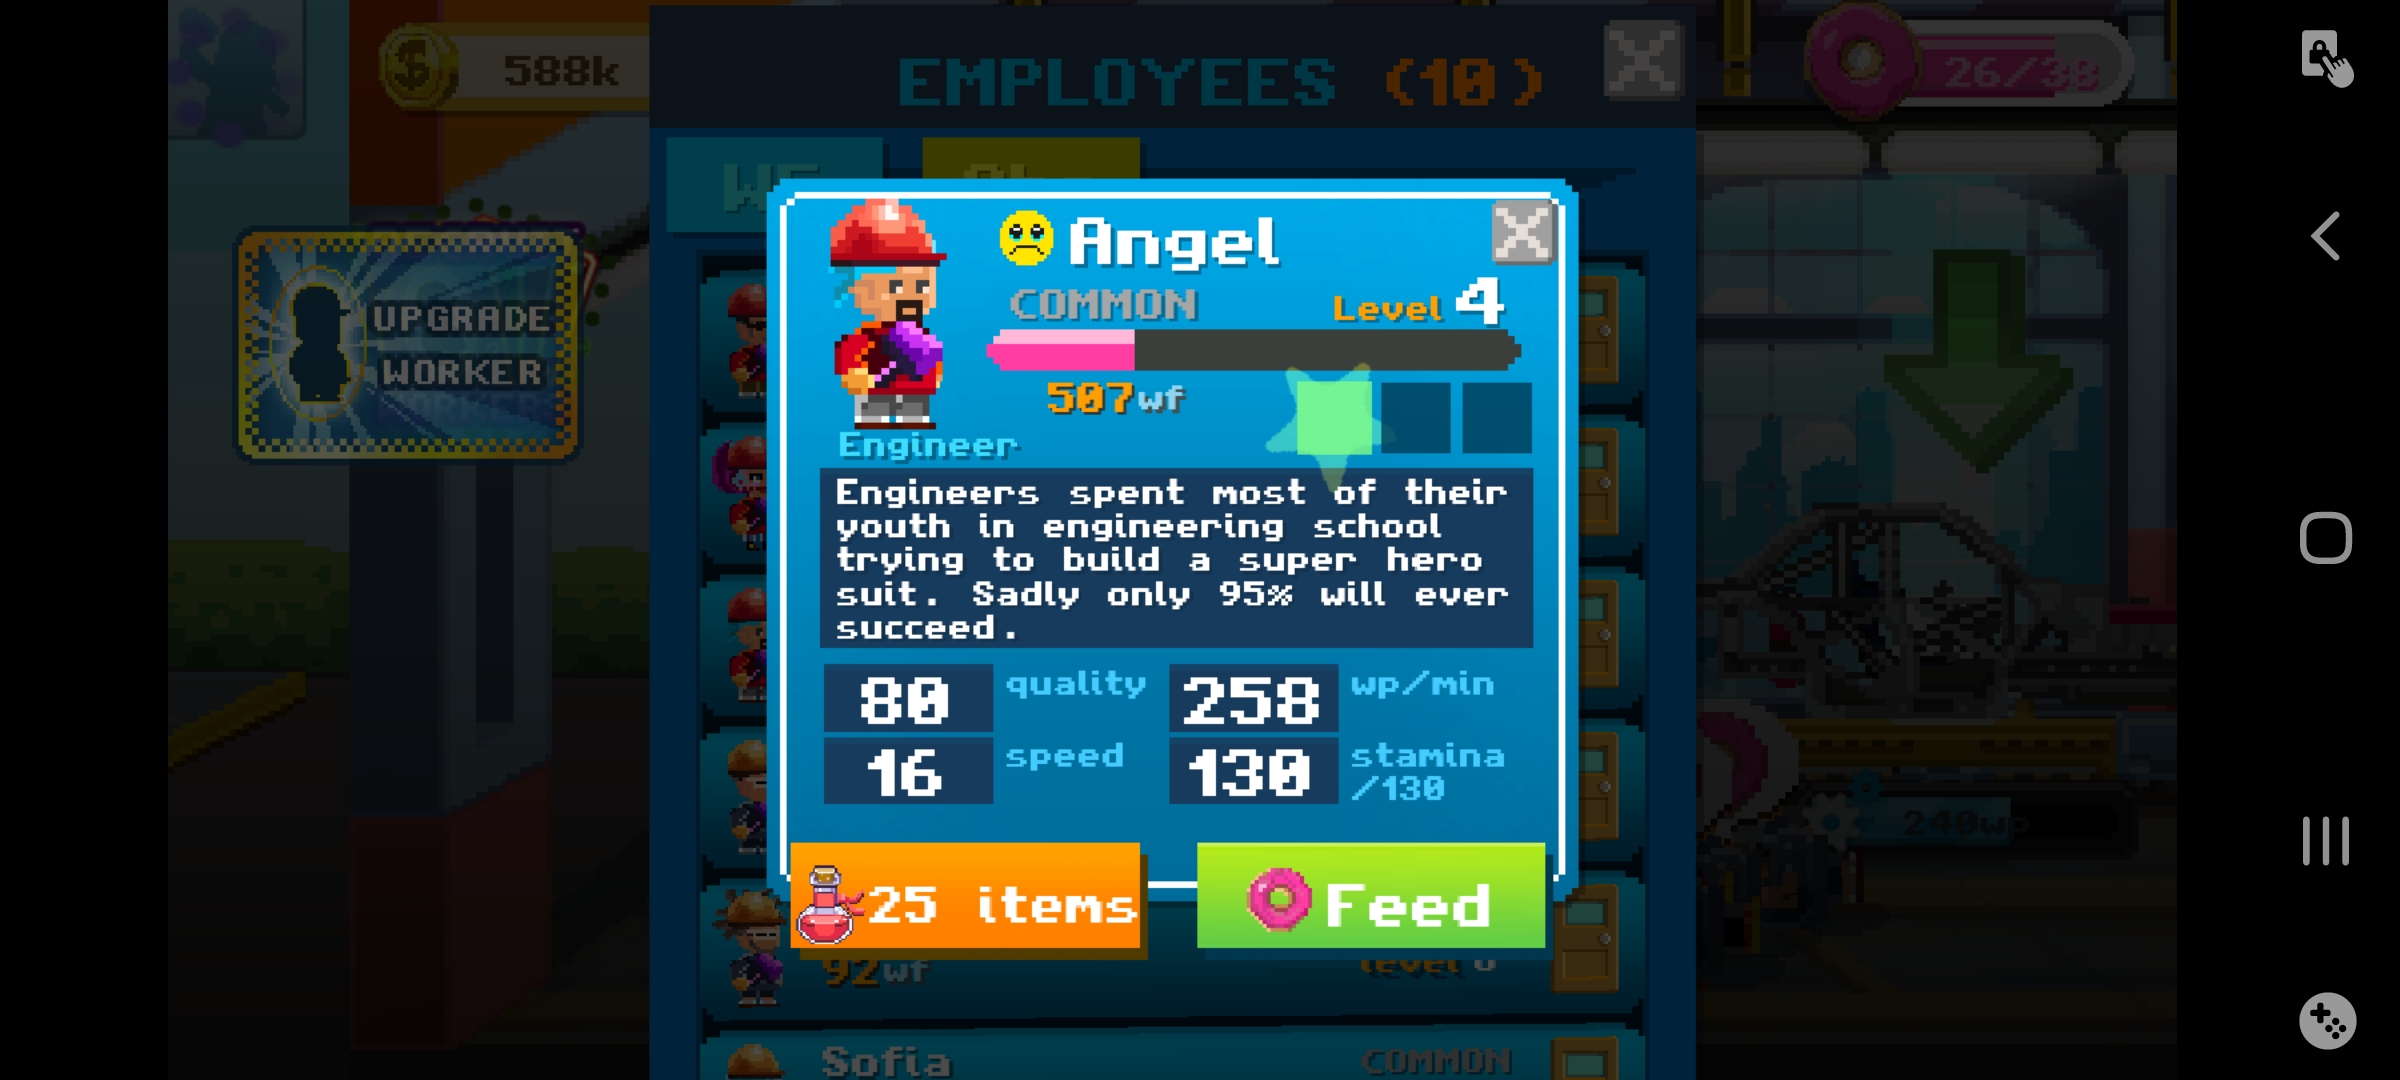 588k
EMPLOYEES (10)
26/38
UPGRADE
WORKER
Angel
COMMON
Level 4
507wf
Engineer
Engineers spent most of their
youth in engineering school
trying to build a super hero
suit. Sadly only 95% will ever
succeed.
80 quality
258 wp/min
16 speed
130 stamina
/130
25 items
Feed
240wp
92wf
Sofia
COMMON